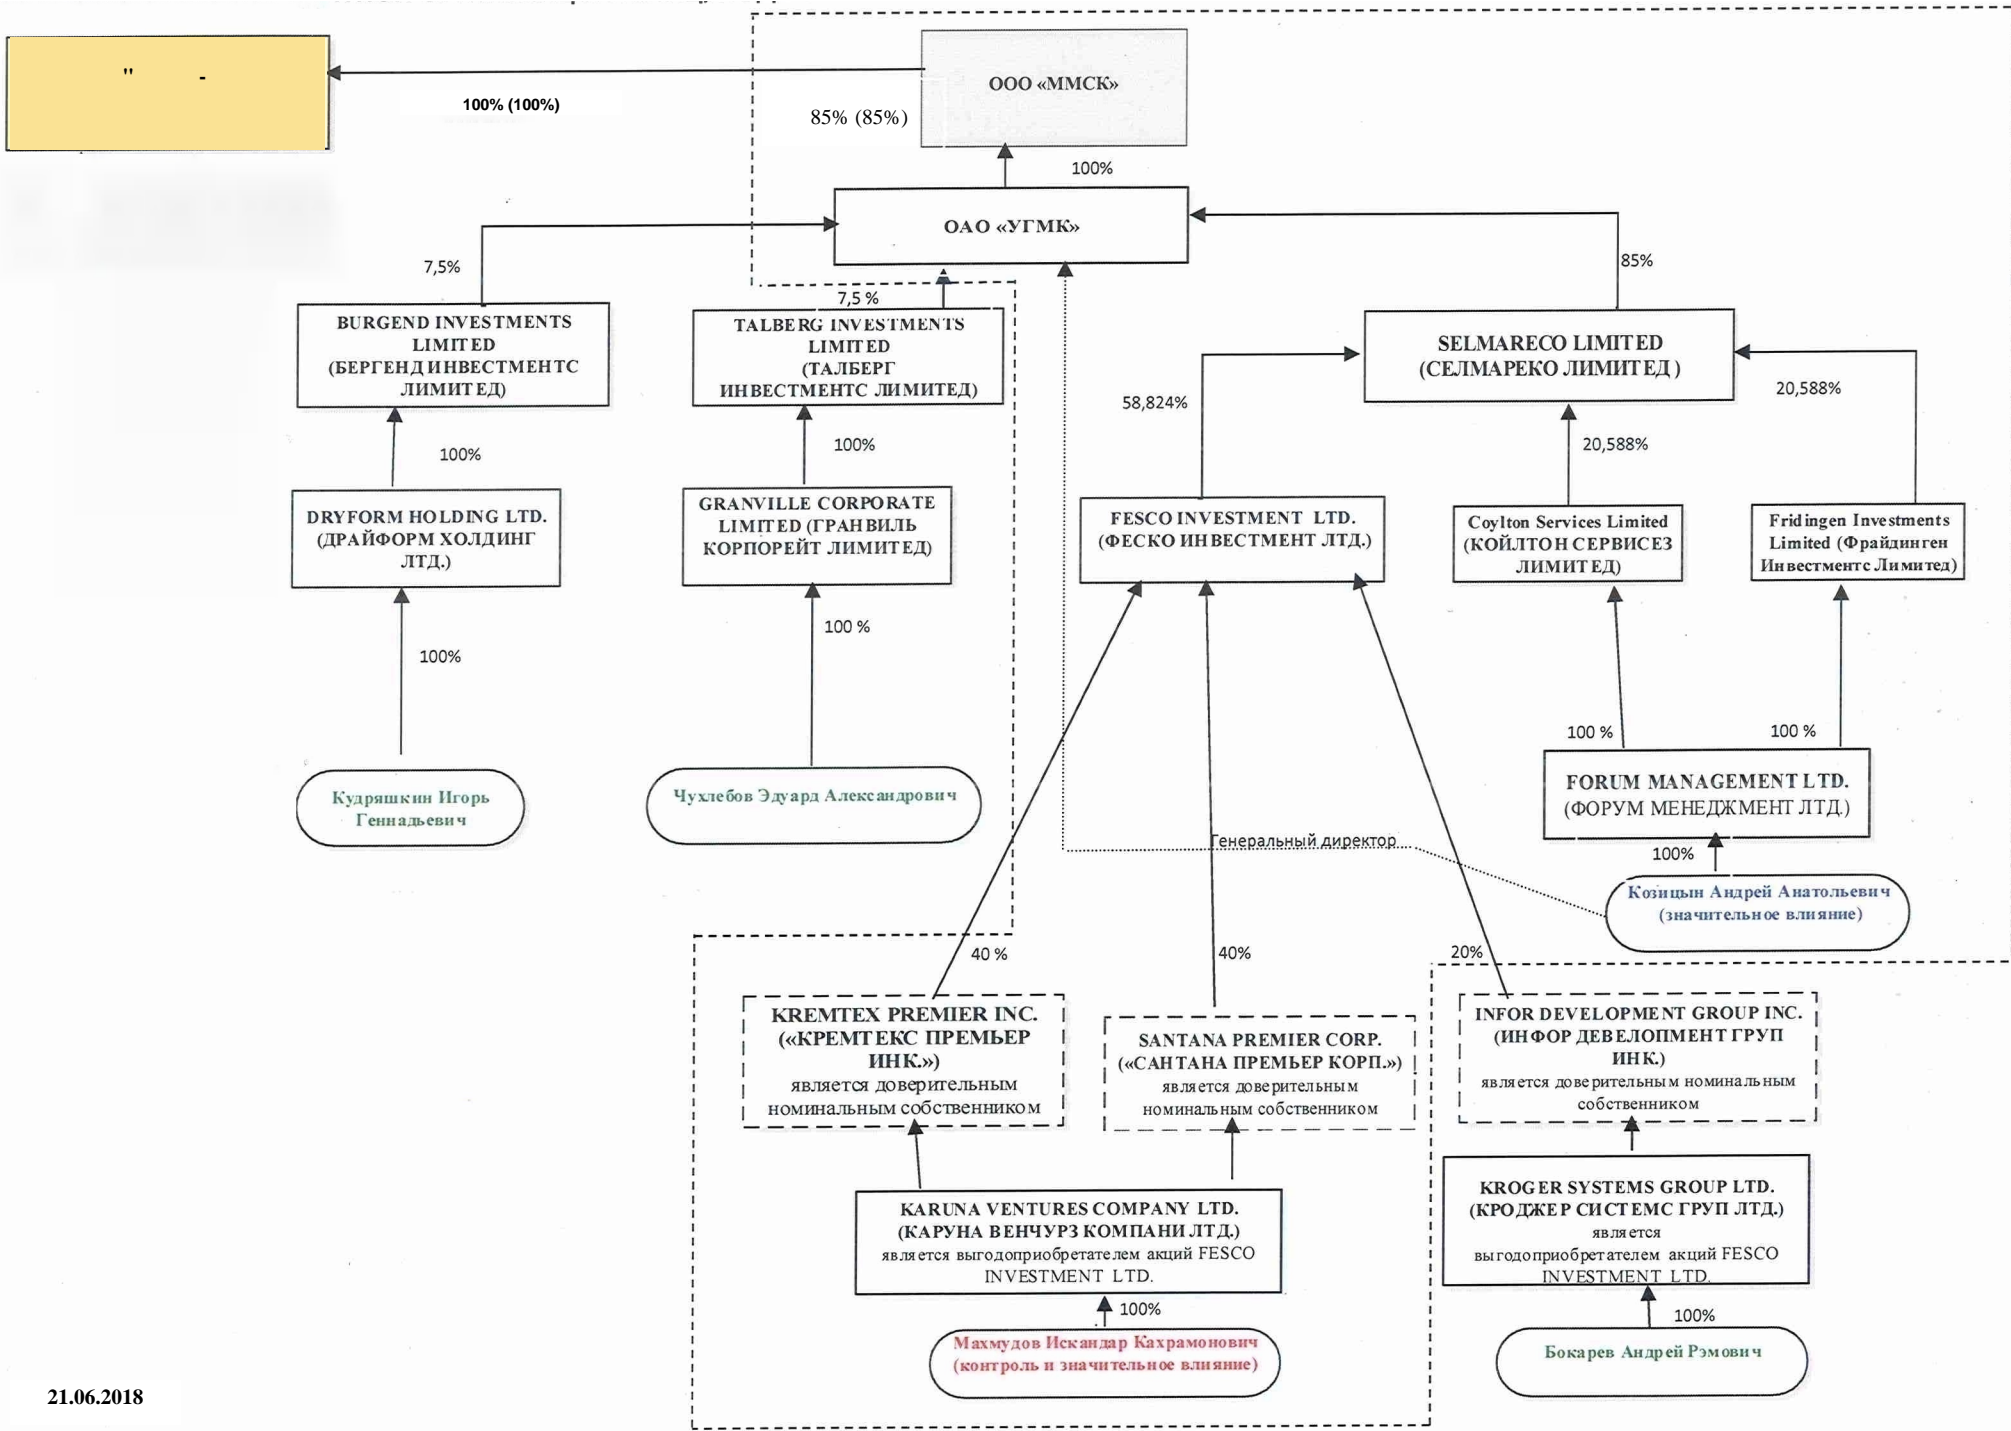 " -
100% (100%)
85% (85%)
ООО «ММСК»
100%
ОАО «УГМК»
7,5%
7,5 %
85%
BURGEND INVESTMENTS
LIMITED
(БЕРГЕНД ИНВЕСТМЕНТС
ЛИМИТЕД)
TALBERG INVESTMENTS
LIMITED
(ТАЛБЕРГ
ИНВЕСТМЕНТС ЛИМИТЕД)
SELMARECO LIMITED
(СЕЛМАРЕКО ЛИМИТЕД)
100%
100%
58,824%
20,588%
20,588%
DRYFORM HOLDING LTD.
(ДРАЙФОРМ ХОЛДИНГ
ЛТД.)
GRANVILLE CORPORATE
LIMITED (ГРАНВИЛЬ
КОРПОРЕЙТ ЛИМИТЕД)
FESCO INVESTMENT LTD.
(ФЕСКО ИНВЕСТМЕНТ ЛТД.)
Coylton Services Limited
(КОЙЛТОН СЕРВИСЕЗ
ЛИМИТЕД)
Fridingen Investments
Limited (Фрайдинген
Инвестментс Лимитед)
100%
100 %
100 %
100 %
Кудряшкин Игорь
Геннадьевич
Чухлебов Эдуард Александрович
FORUM MANAGEMENT LTD.
(ФОРУМ МЕНЕДЖМЕНТ ЛТД.)
Генеральный директор
100%
Козицын Андрей Анатольевич
(значительное влияние)
40 %
40%
20%
KREMTEX PREMIER INC.
(«КРЕМТЕКС ПРЕМЬЕР
ИНК.»)
является доверительным
номинальным собственником
SANTANA PREMIER CORP.
(«САНТАНА ПРЕМЬЕР КОРП.»)
является доверительным
номинальным собственником
INFOR DEVELOPMENT GROUP INC.
(ИНФОР ДЕВЕЛОПМЕНТ ГРУП
ИНК.)
является доверительным номинальным
собственником
KARUNA VENTURES COMPANY LTD.
(КАРУНА ВЕНЧУРЗ КОМПАНИ ЛТД.)
является выгодоприобретателем акций FESCO
INVESTMENT LTD.
KROGER SYSTEMS GROUP LTD.
(КРОДЖЕР СИСТЕМС ГРУП ЛТД.)
является
выгодоприобретателем акций FESCO
INVESTMENT LTD.
100%
100%
Махмудов Искандар Кахрамонович
(контроль и значительное влияние)
Бокарев Андрей Рэмович
21.06.2018